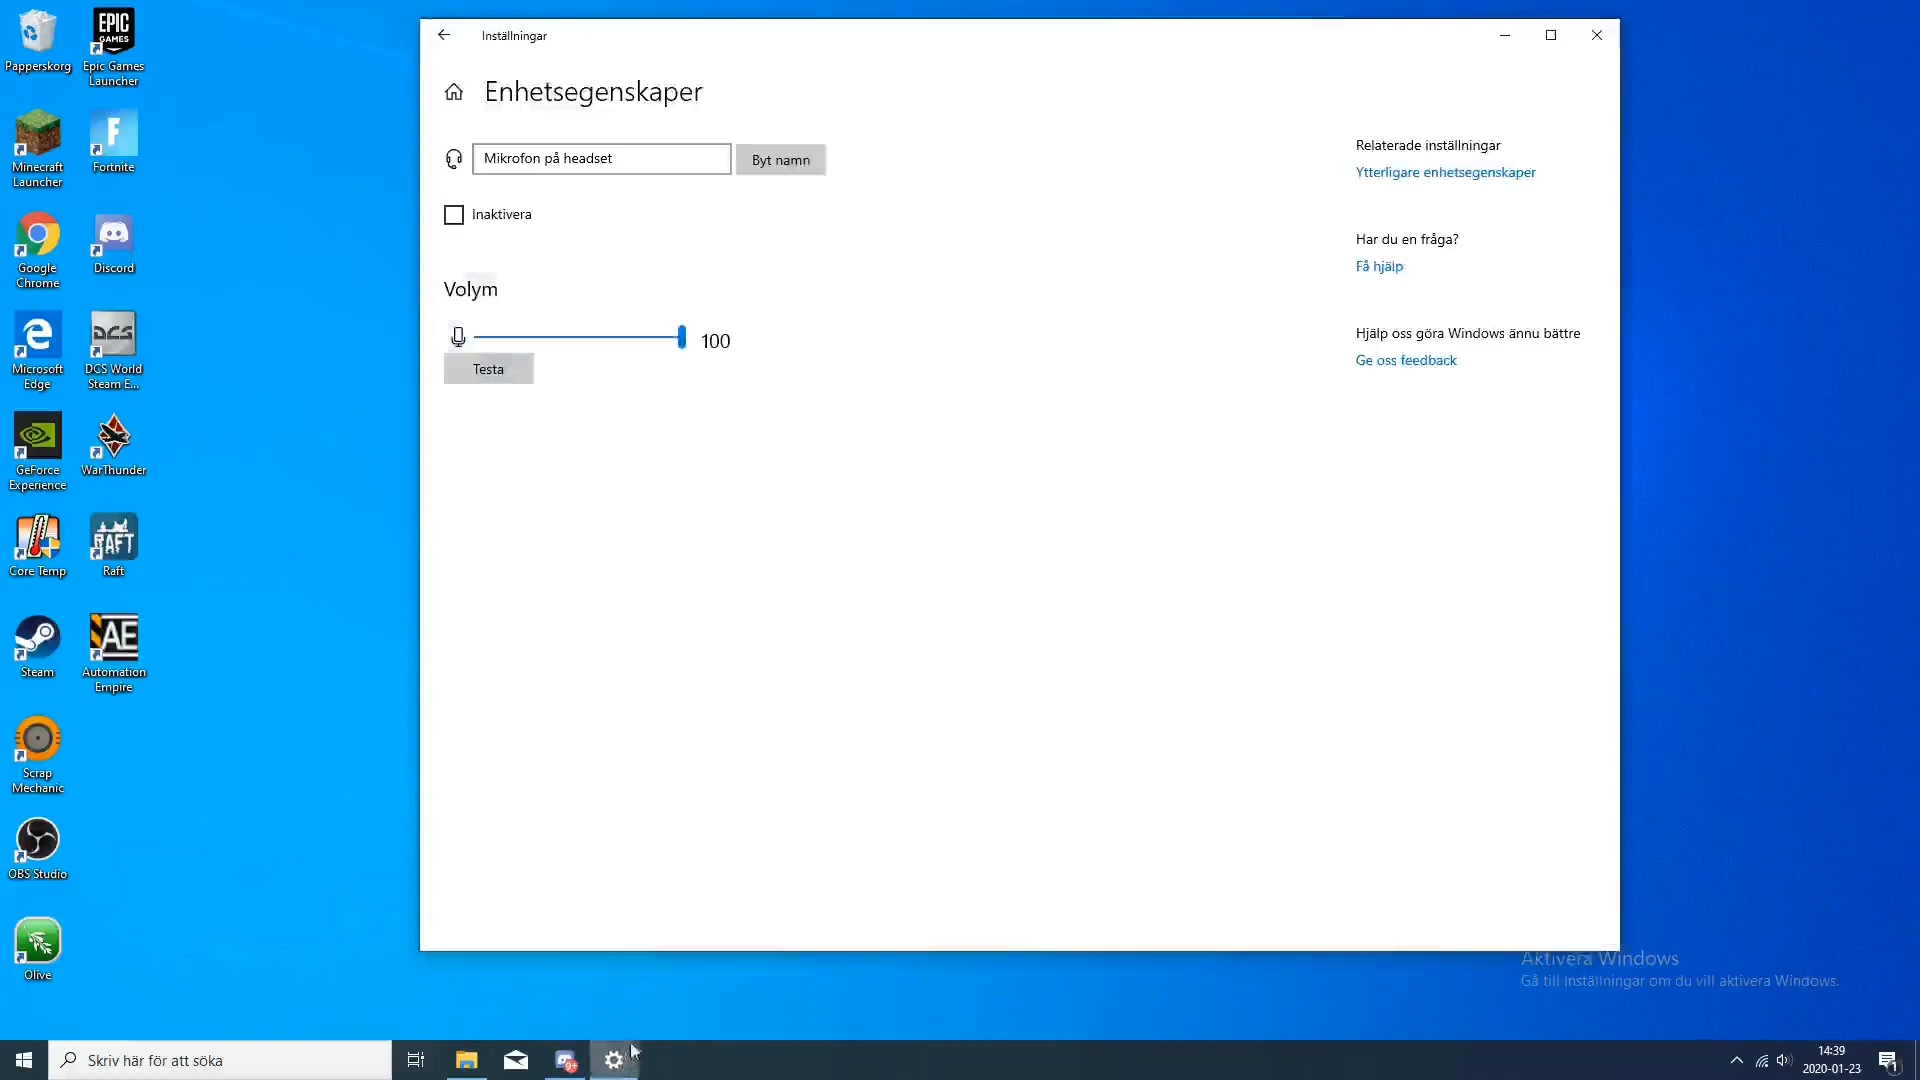 Papperskorg
EPIC
GAMES
Epic Games
Launcher
Minecraft
Launcher
F
Fortnite
Google
Chrome
Discord
Microsoft
Edge
DCS
DCS World
Steam E...
GeForce
Experience
WarThunder
Core Temp
RAFT
Raft
Steam
AE
Automation
Empire
Scrap
Mechanic
OBS Studio
Olive
Inställningar
Enhetsegenskaper
Mikrofon på headset
Byt namn
Inaktivera
Volym
100
Testa
Relaterade inställningar
Ytterligare enhetsegenskaper
Har du en fråga?
Få hjälp
Hjälp oss göra Windows ännu bättre
Ge oss feedback
Aktivera Windows
Gå till Inställningar om du vill aktivera Windows.
Skriv här för att söka
9+
14:39
2020-01-23
1